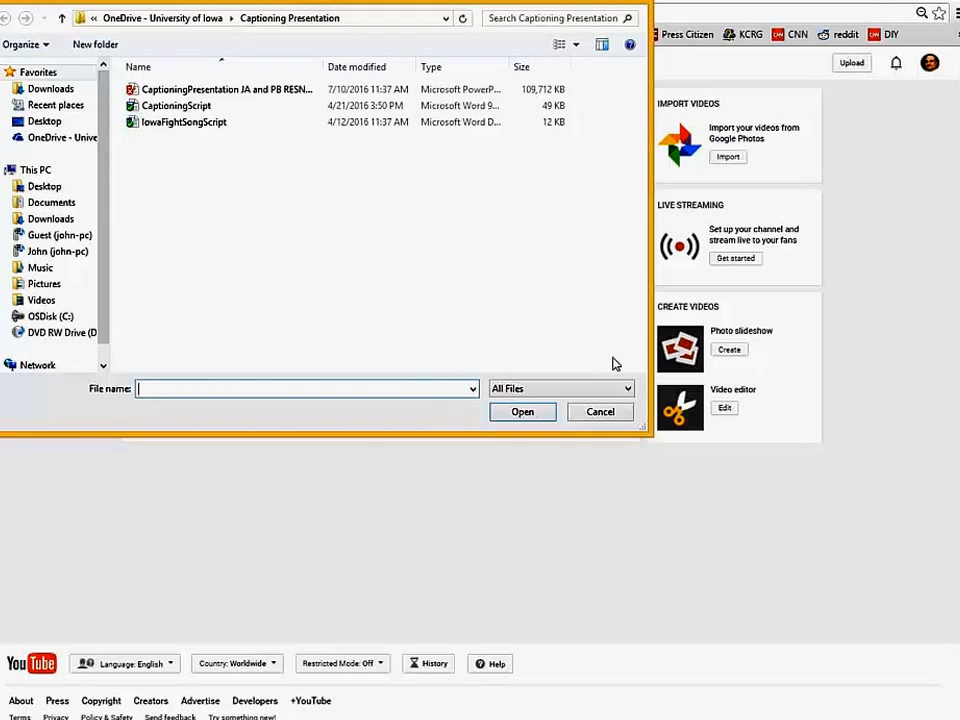 « OneDrive - University of Iowa Captioning Presentation Search Captioning Presentation
Press Citizen KCRG CNN reddit DIY
Organize New folder
Upload
Favorites Name Date modified Type Size
Downloads CaptioningPresentation JA and PB RESN... 7/10/2016 11:37 AM Microsoft PowerP... 109,712 KB
Recent places CaptioningScript 4/21/2016 3:50 PM Microsoft Word 9... 49 KB
Desktop IowaFightSongScript 4/12/2016 11:37 AM Microsoft Word D... 12 KB
OneDrive - Unive
This PC
Desktop
Documents
Downloads
Guest (john-pc)
John (john-pc)
Music
Pictures
Videos
OSDisk (C:)
DVD RW Drive (D
Network
File name: All Files
Open Cancel
IMPORT VIDEOS
Import your videos from
Google Photos
Import
LIVE STREAMING
Set up your channel and
stream live to your fans
Get started
CREATE VIDEOS
Photo slideshow
Create
Video editor
Edit
YouTube Language: English Country: Worldwide Restricted Mode: Off History Help
About Press Copyright Creators Advertise Developers +YouTube
Terms Privacy Policy & Safety Send feedback Try something new!